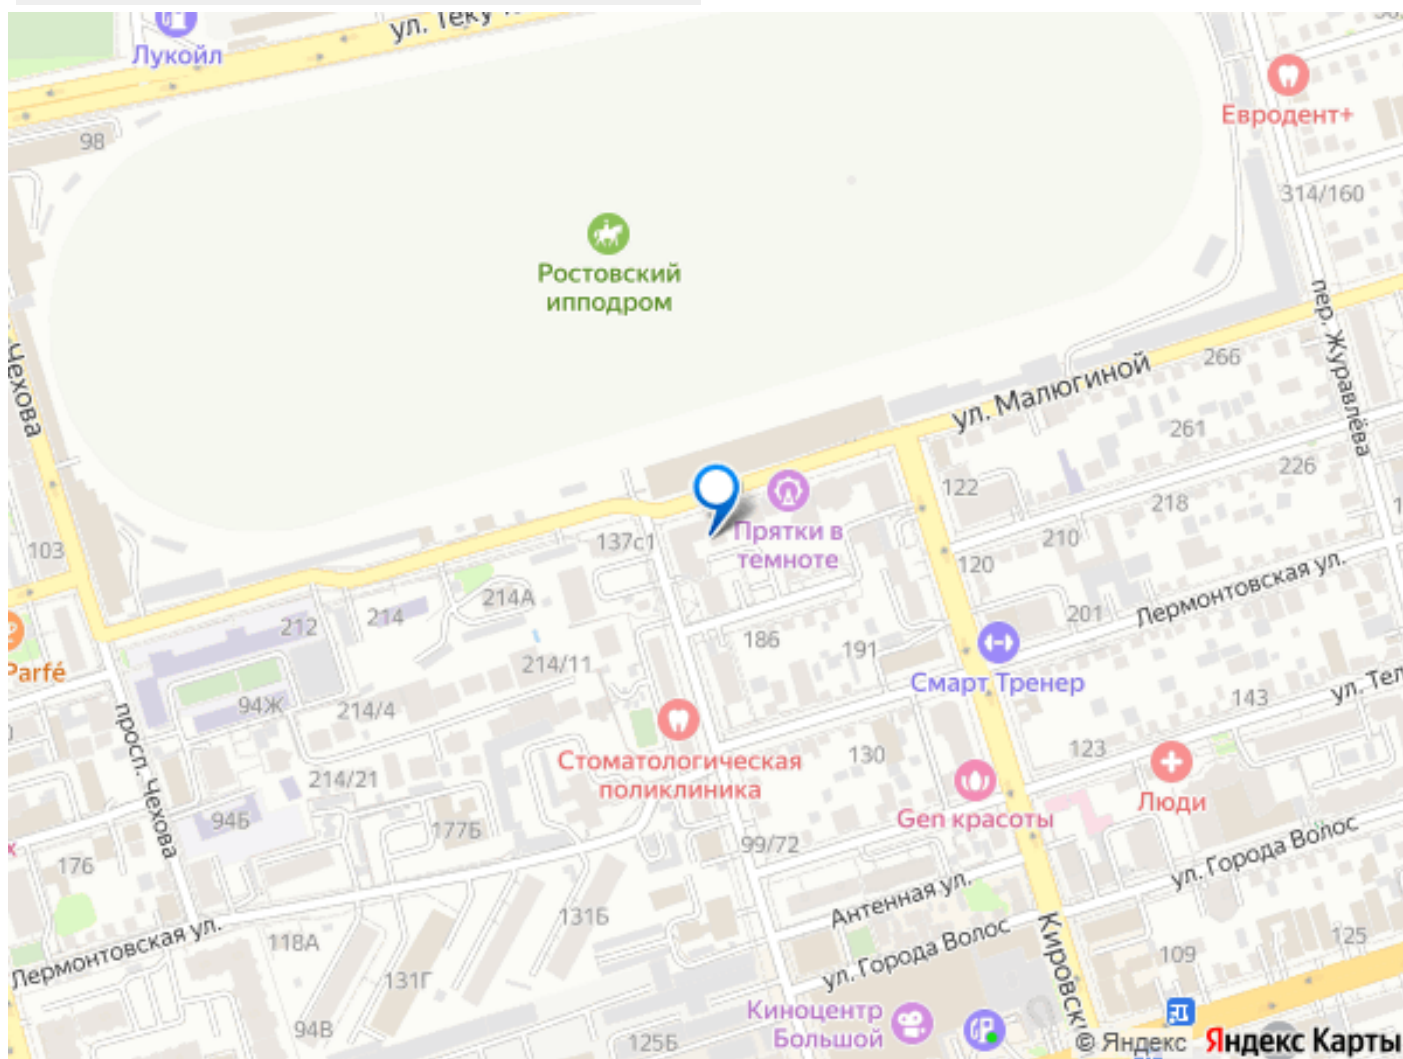 ул. Теку
Лукойл
98
Евродент+
314/160
Ростовский
ипподром
пер. Журавлёва
Чехова
266
ул. Малюгиной
261
226
122
218
Прятки в
темноте
137с1
210
103
120
214А
Лермонтовская ул.
201
212
214
186
191
214/11
Parfé
Смарт Тренер
ул. Тел
143
94Ж
214/4
просп. Чехова
123
130
Стоматологическая
поликлиника
214/21
Люди
Gen красоты
94Б
177Б
99/72
ул. Города Волос
176
Антенная ул.
131Б
Лермонтовская ул.
118А
ул. Города Волос
Кировск
125
109
131Г
Киноцентр
Большой
94В
125Б
© Яндекс Яндекс Карты